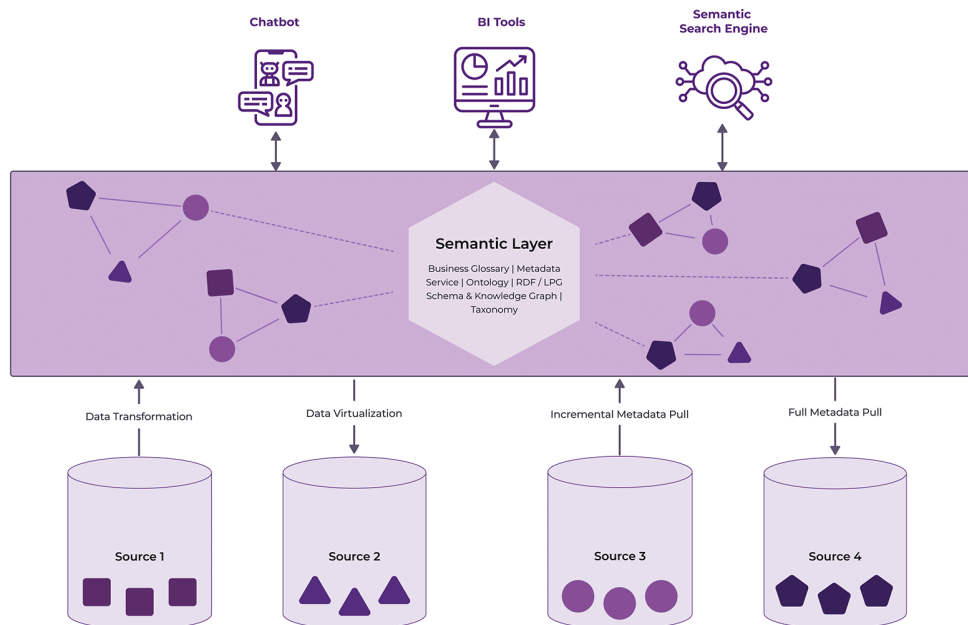 Chatbot
BI Tools
Semantic
Search Engine
Semantic Layer
Business Glossary | Metadata
Service | Ontology | RDF / LPG
Schema & Knowledge Graph |
Taxonomy
Data Transformation
Data Virtualization
Incremental Metadata Pull
Full Metadata Pull
Source 1
Source 2
Source 3
Source 4